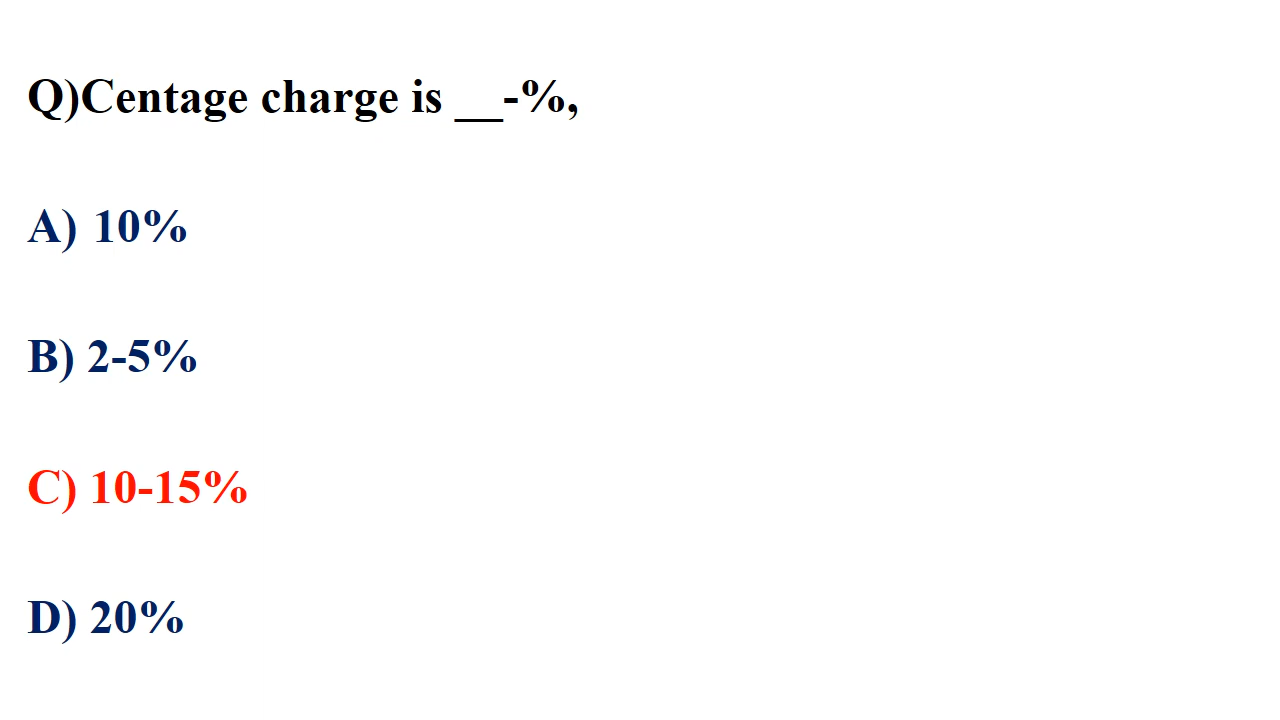 Q)Centage charge is __-%,
A) 10%
B) 2-5%
C) 10-15%
D) 20%